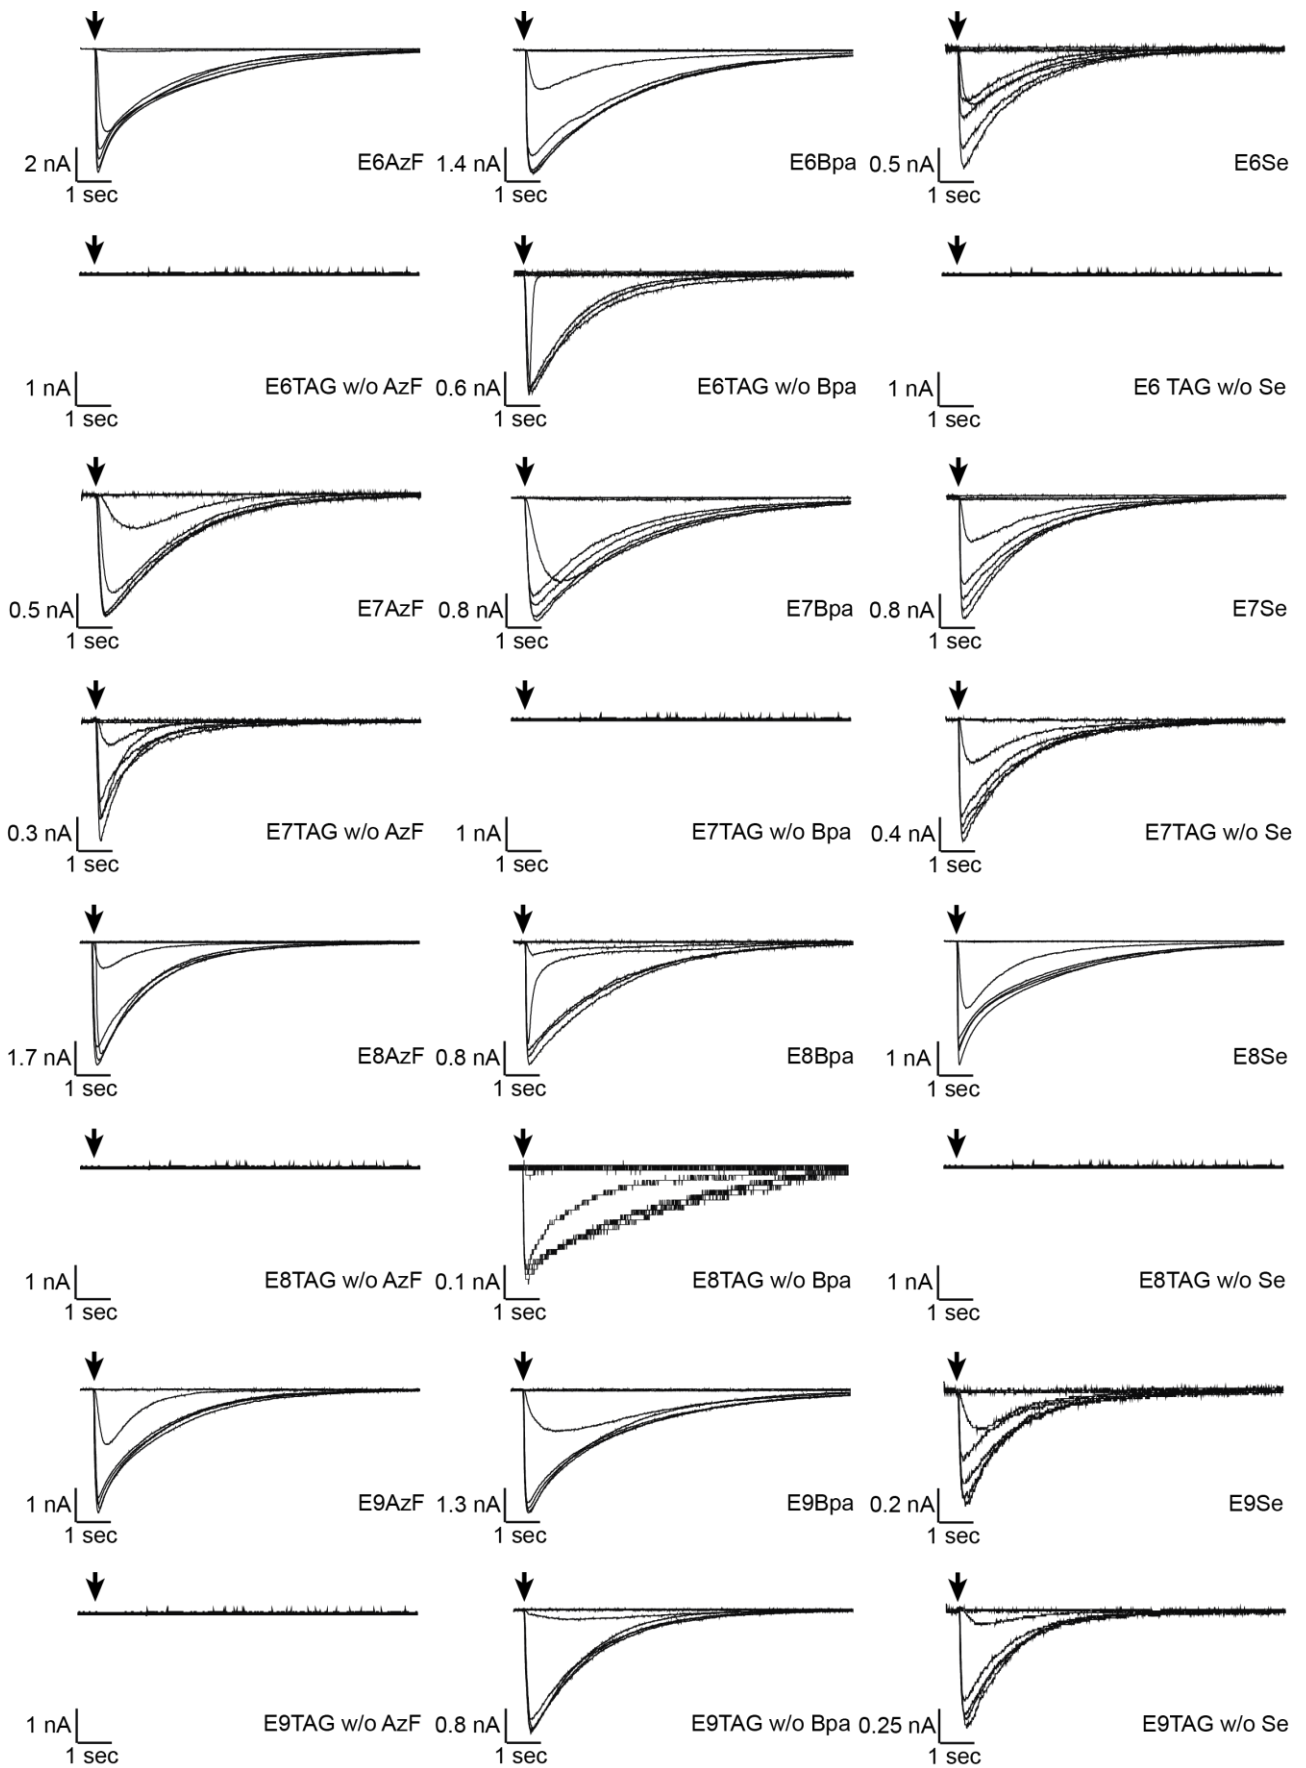 2 nA E6AzF 1.4 nA E6Bpa 0.5 nA E6Se
1 sec 1 sec 1 sec
1 nA E6TAG w/o AzF 0.6 nA E6TAG w/o Bpa 1 nA E6 TAG w/o Se
1 sec 1 sec 1 sec
0.5 nA E7AzF 0.8 nA E7Bpa 0.8 nA E7Se
1 sec 1 sec 1 sec
0.3 nA E7TAG w/o AzF 1 nA E7TAG w/o Bpa 0.4 nA E7TAG w/o Se
1 sec 1 sec 1 sec
1.7 nA E8AzF 0.8 nA E8Bpa 1 nA E8Se
1 sec 1 sec 1 sec
1 nA E8TAG w/o AzF 0.1 nA E8TAG w/o Bpa 1 nA E8TAG w/o Se
1 sec 1 sec 1 sec
1 nA E9AzF 1.3 nA E9Bpa 0.2 nA E9Se
1 sec 1 sec 1 sec
1 nA E9TAG w/o AzF 0.8 nA E9TAG w/o Bpa 0.25 nA E9TAG w/o Se
1 sec 1 sec 1 sec